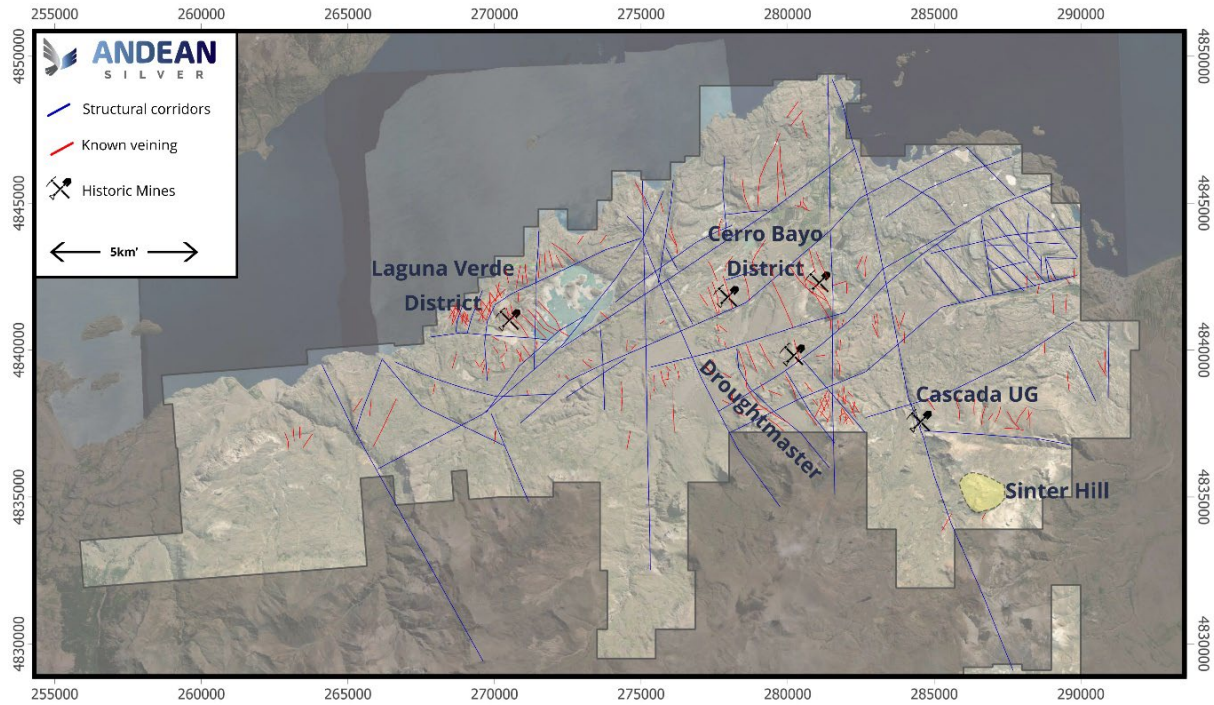 255000 260000 265000 270000 275000 280000 285000 290000
4850000
4850000
ANDEAN
SILVER
Structural corridors
Known veining
Historic Mines
5km'
4845000
4845000
Cerro Bayo
District
Laguna Verde
District
4840000
4840000
Droughtmaster
Cascada UG
Sinter Hill
4835000
4835000
4830000
4830000
255000 260000 265000 270000 275000 280000 285000 290000